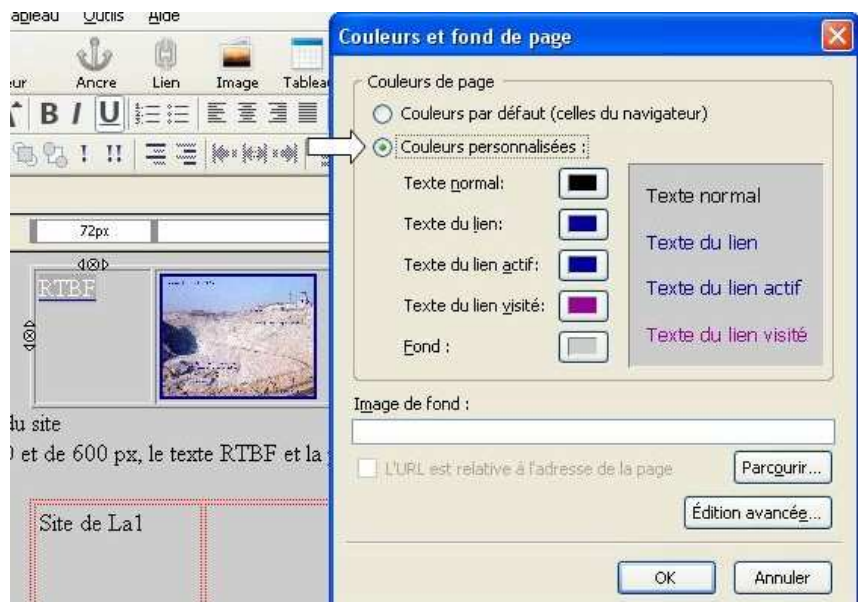 Outils Aide
Ancre Lien Image
B I U
! !!
72px
RTBF
du site
et de 600 px, le texte RTBF et la
Site de La1
Couleurs et fond de page
Couleurs de page
Couleurs par défaut (celles du navigateur)
Couleurs personnalisées :
Texte normal:
Texte du lien:
Texte du lien actif:
Texte du lien visité:
Fond :
Texte normal
Texte du lien
Texte du lien actif
Texte du lien visité
Image de fond :
L'URL est relative à l'adresse de la page
Parcourir...
Édition avancée...
OK Annuler